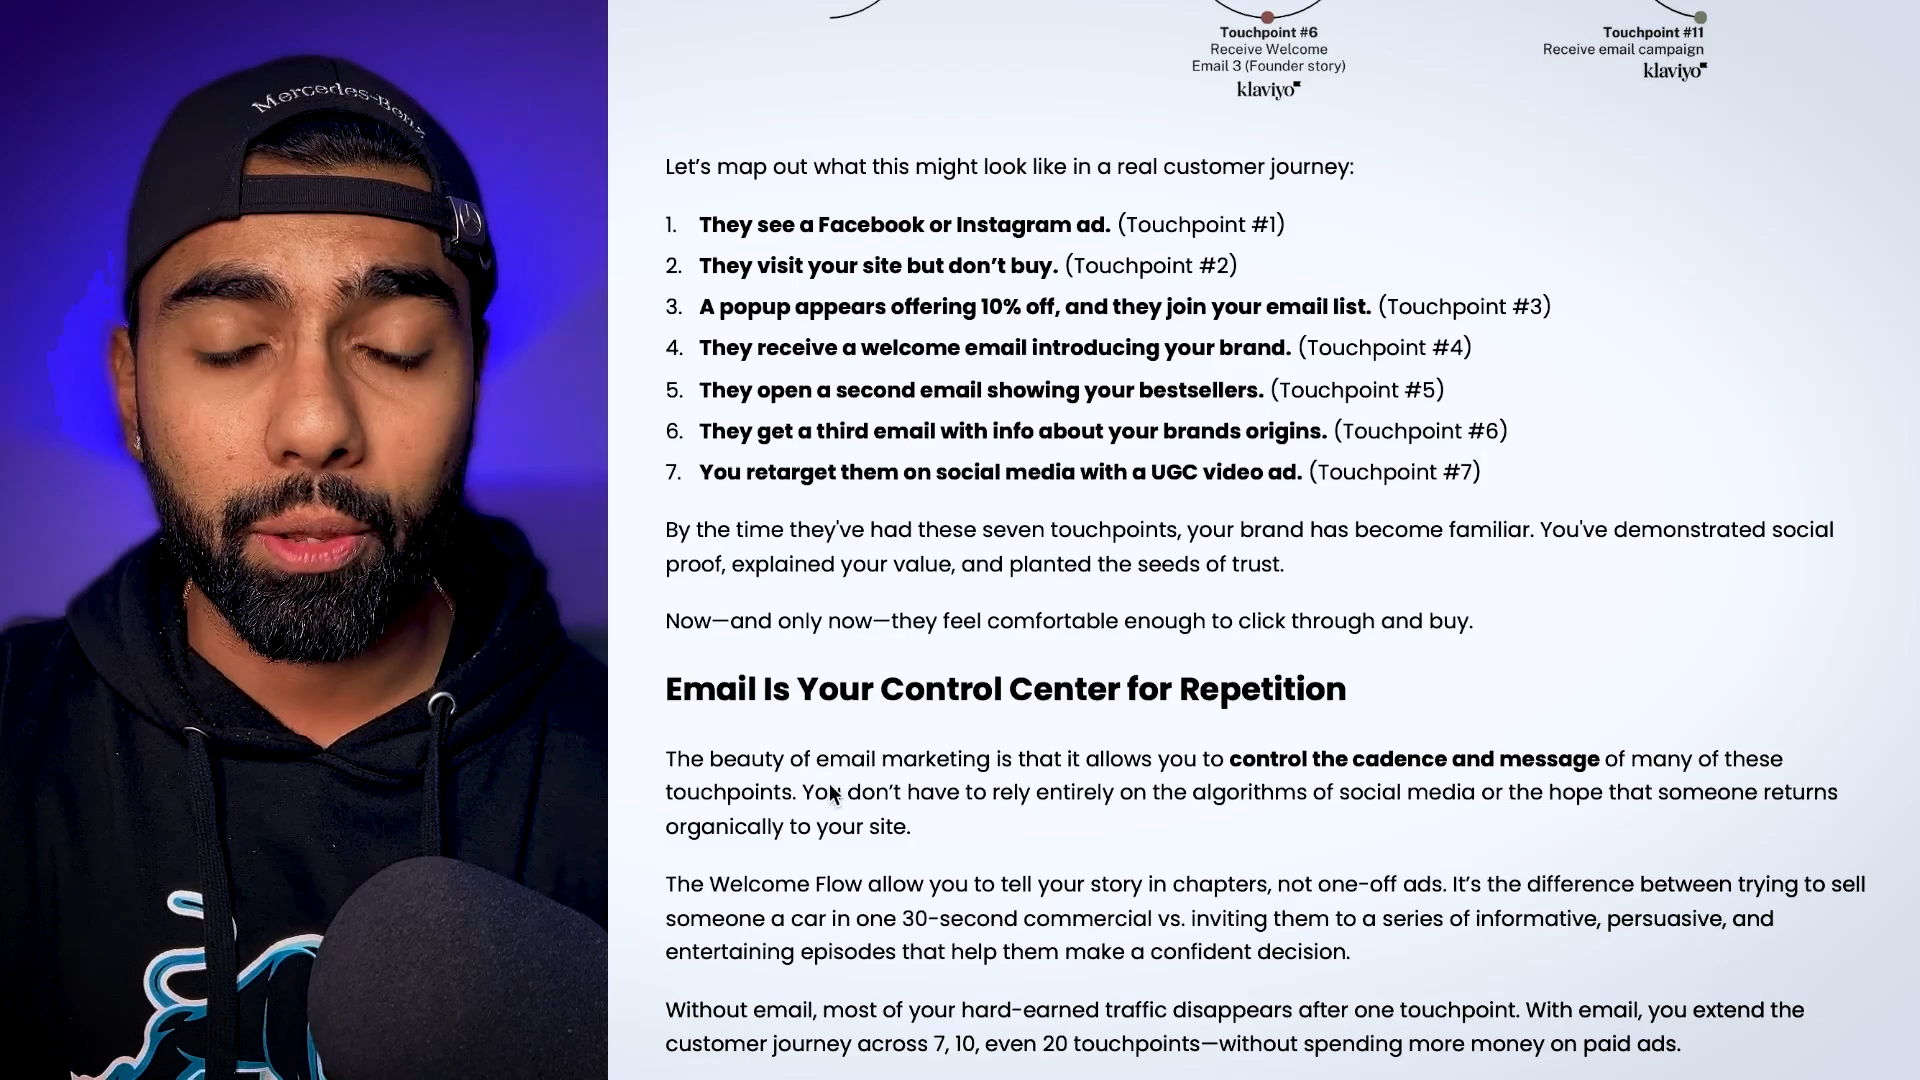 Mercedes-Benz
Touchpoint #6
Receive Welcome
Email 3 (Founder story)
klaviyo
Touchpoint #11
Receive email campaign
klaviyo
Let’s map out what this might look like in a real customer journey:
1. They see a Facebook or Instagram ad. (Touchpoint #1)
2. They visit your site but don’t buy. (Touchpoint #2)
3. A popup appears offering 10% off, and they join your email list. (Touchpoint #3)
4. They receive a welcome email introducing your brand. (Touchpoint #4)
5. They open a second email showing your bestsellers. (Touchpoint #5)
6. They get a third email with info about your brands origins. (Touchpoint #6)
7. You retarget them on social media with a UGC video ad. (Touchpoint #7)
By the time they've had these seven touchpoints, your brand has become familiar. You've demonstrated social
proof, explained your value, and planted the seeds of trust.
Now—and only now—they feel comfortable enough to click through and buy.
Email Is Your Control Center for Repetition
The beauty of email marketing is that it allows you to control the cadence and message of many of these
touchpoints. You don’t have to rely entirely on the algorithms of social media or the hope that someone returns
organically to your site.
The Welcome Flow allow you to tell your story in chapters, not one-off ads. It’s the difference between trying to sell
someone a car in one 30-second commercial vs. inviting them to a series of informative, persuasive, and
entertaining episodes that help them make a confident decision.
Without email, most of your hard-earned traffic disappears after one touchpoint. With email, you extend the
customer journey across 7, 10, even 20 touchpoints—without spending more money on paid ads.